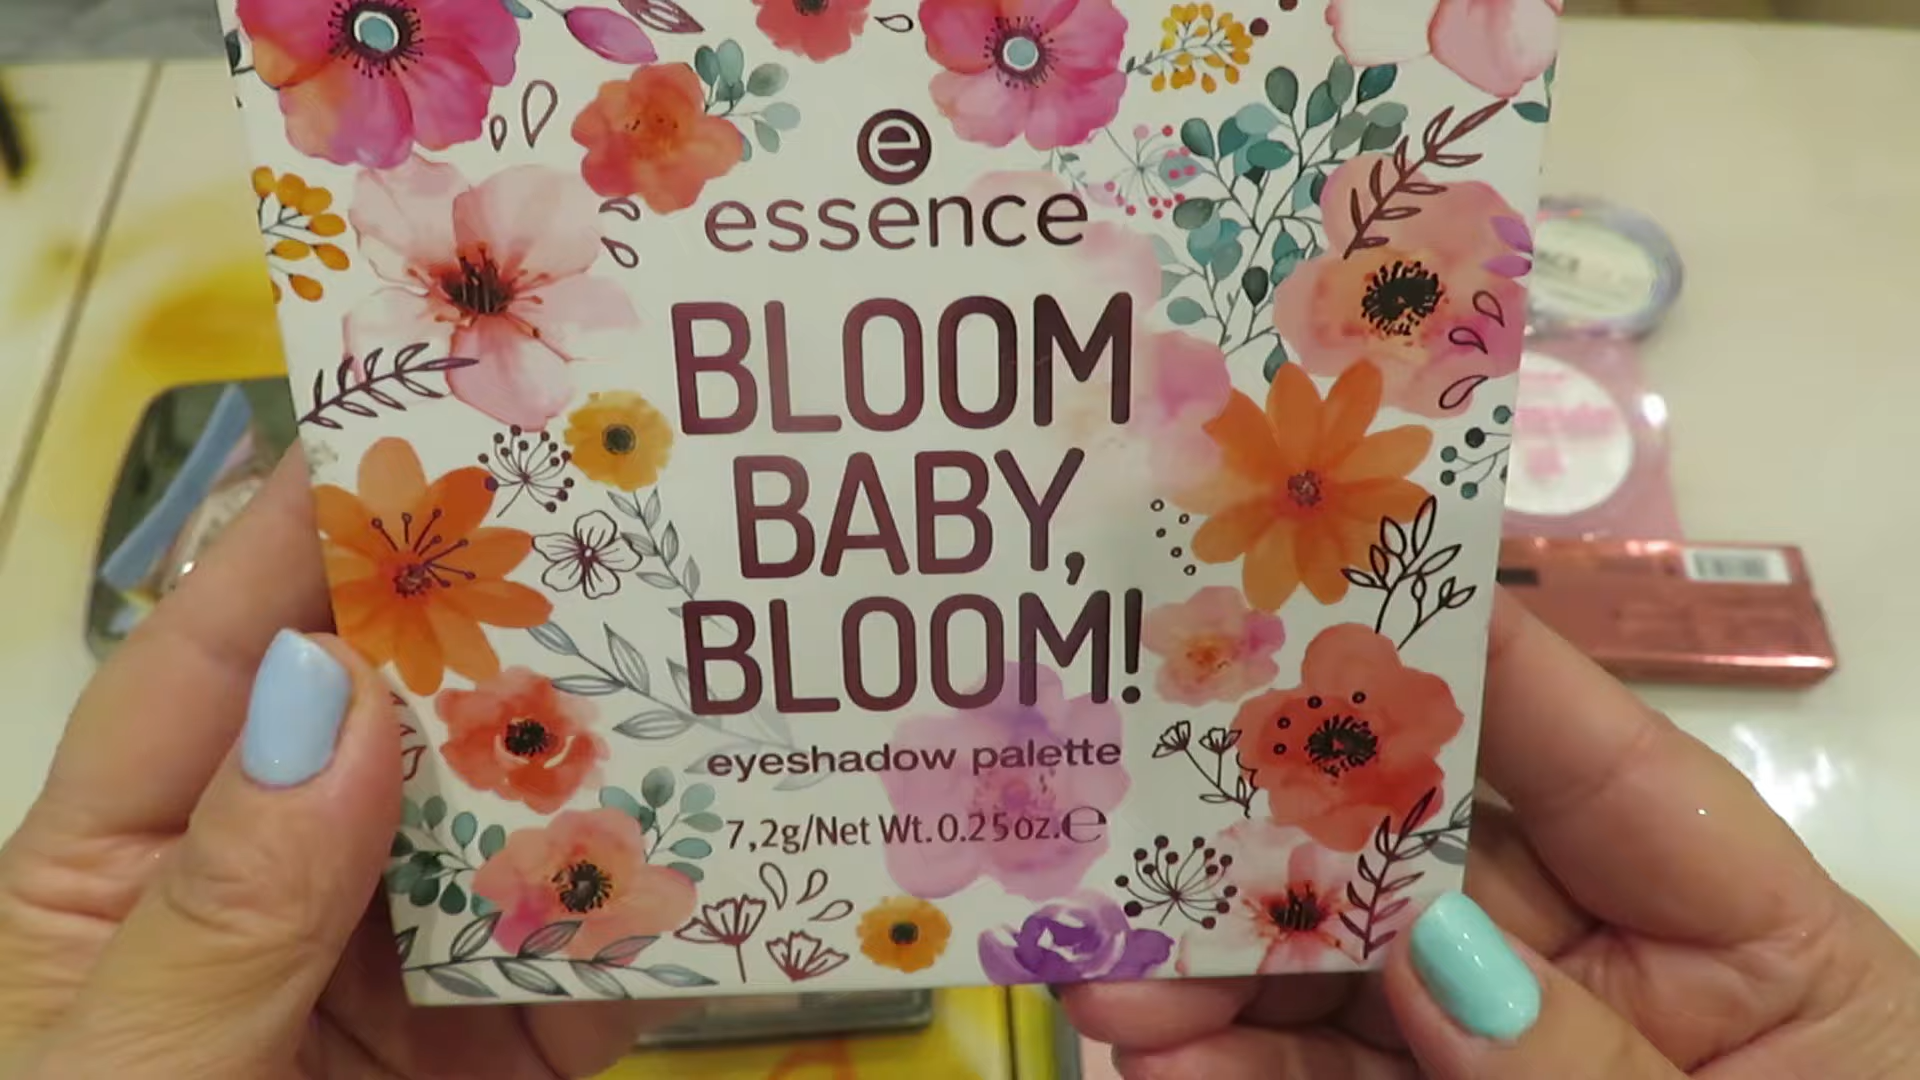 e
essence
BLOOM
BABY,
BLOOM!
eyeshadow palette
7,2g/Net Wt.0.25oz.℮